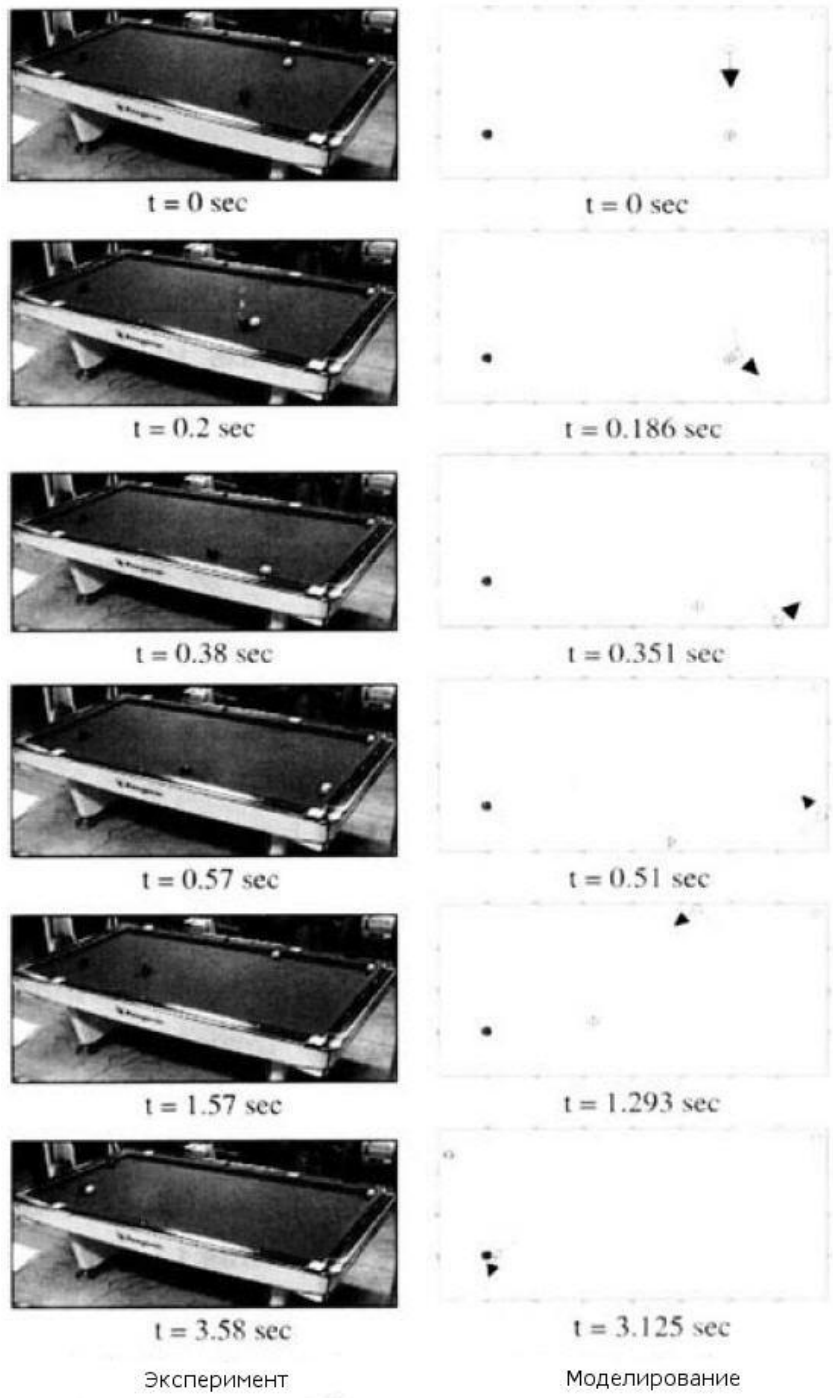 t = 0 sec
t = 0 sec
t = 0.2 sec
t = 0.186 sec
t = 0.38 sec
t = 0.351 sec
t = 0.57 sec
t = 0.51 sec
t = 1.57 sec
t = 1.293 sec
t = 3.58 sec
t = 3.125 sec
Эксперимент
Моделирование